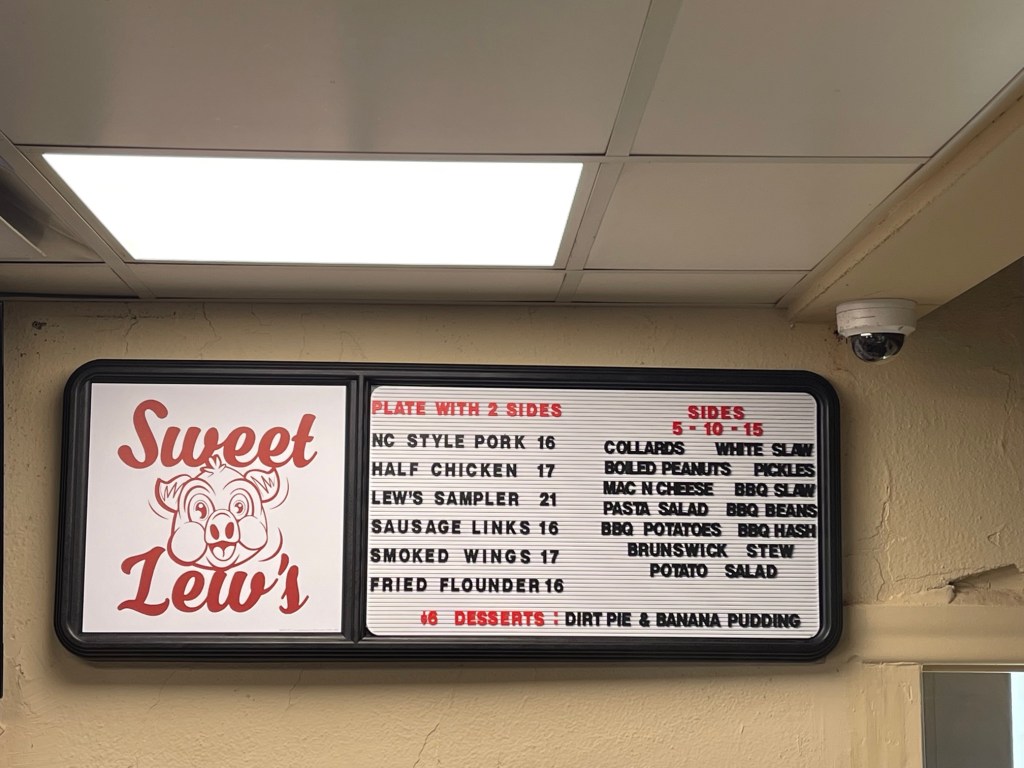 Sweet
Lew's
PLATE WITH 2 SIDES
NC STYLE PORK 16
HALF CHICKEN 17
LEW'S SAMPLER 21
SAUSAGE LINKS 16
SMOKED WINGS 17
FRIED FLOUNDER 16
SIDES
5 - 10 - 15
COLLARDS WHITE SLAW
BOILED PEANUTS PICKLES
MAC N CHEESE BBQ SLAW
PASTA SALAD BBQ BEANS
BBQ POTATOES BBQ HASH
BRUNSWICK STEW
POTATO SALAD
$6 DESSERTS : DIRT PIE & BANANA PUDDING